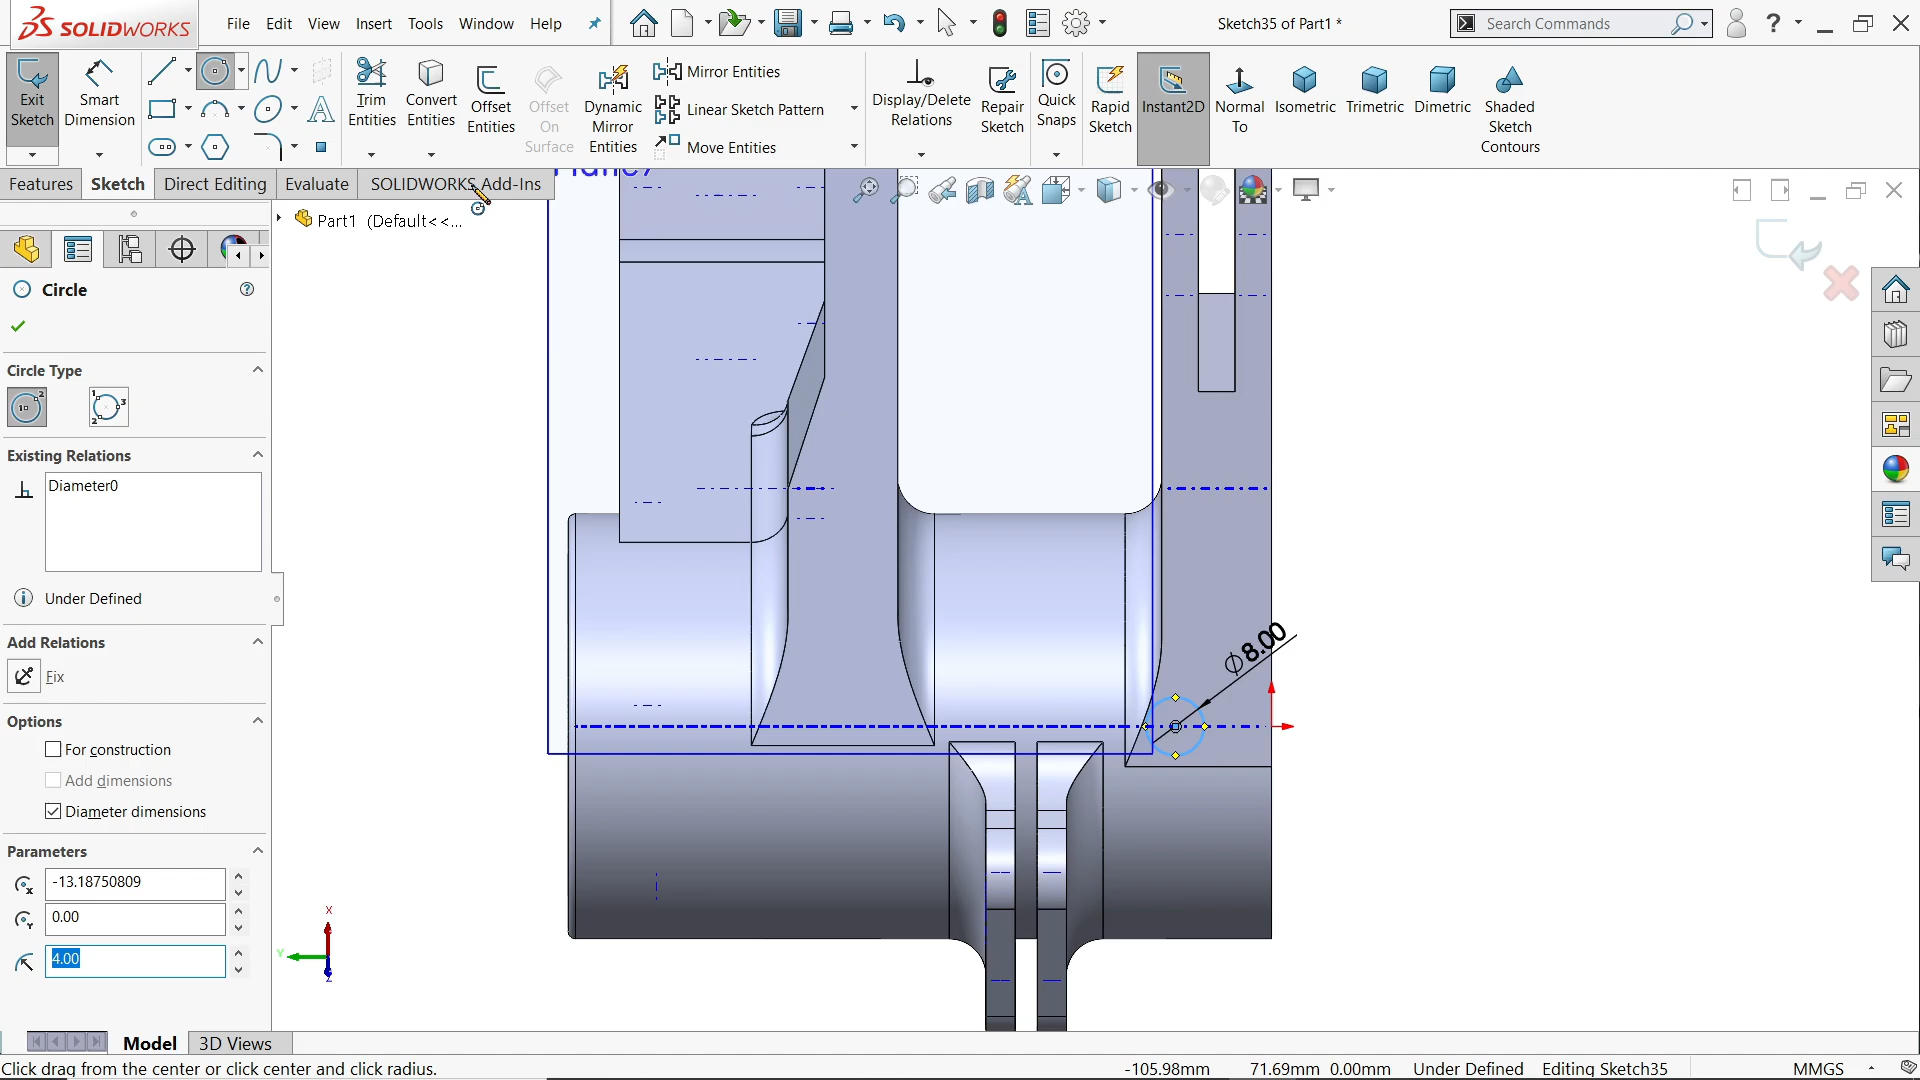 SOLIDWORKS
File Edit View Insert Tools Window Help
Sketch35 of Part1 *
Search Commands
?
Exit Sketch
Smart Dimension
Trim Entities
Convert Entities
Offset Entities
Offset On Surface
Dynamic Mirror Entities
Mirror Entities
Linear Sketch Pattern
Move Entities
Display/Delete Relations
Repair Sketch
Quick Snaps
Rapid Sketch
Instant2D
Normal To
Isometric
Trimetric
Dimetric
Shaded Sketch Contours
Features Sketch Direct Editing Evaluate SOLIDWORKS Add-Ins
Part1 (Default<<...
Circle
Circle Type
Existing Relations
Diameter0
Under Defined
Add Relations
Fix
Options
For construction
Add dimensions
Diameter dimensions
Parameters
-13.18750809
0.00
4.00
∅8.00
X
Y
Z
Model 3D Views
Click drag from the center or click center and click radius.
-105.98mm 71.69mm 0.00mm Under Defined Editing Sketch35 MMGS